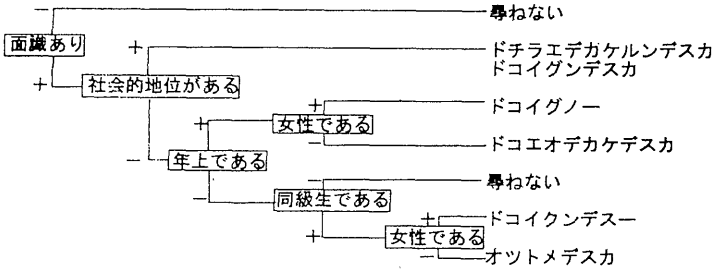 － 尋ねない
面識あり
＋ ドチラエデガケルンデスカ
ドコイグンデスカ
＋ 社会的地位がある
＋ ドコイグノー
＋ 女性である
－ ドコエオデカケデスカ
－ 年上である
－ 尋ねない
－ 同級生である
＋ ドコイクンデスー
＋ 女性である
－ オツトメデスカ